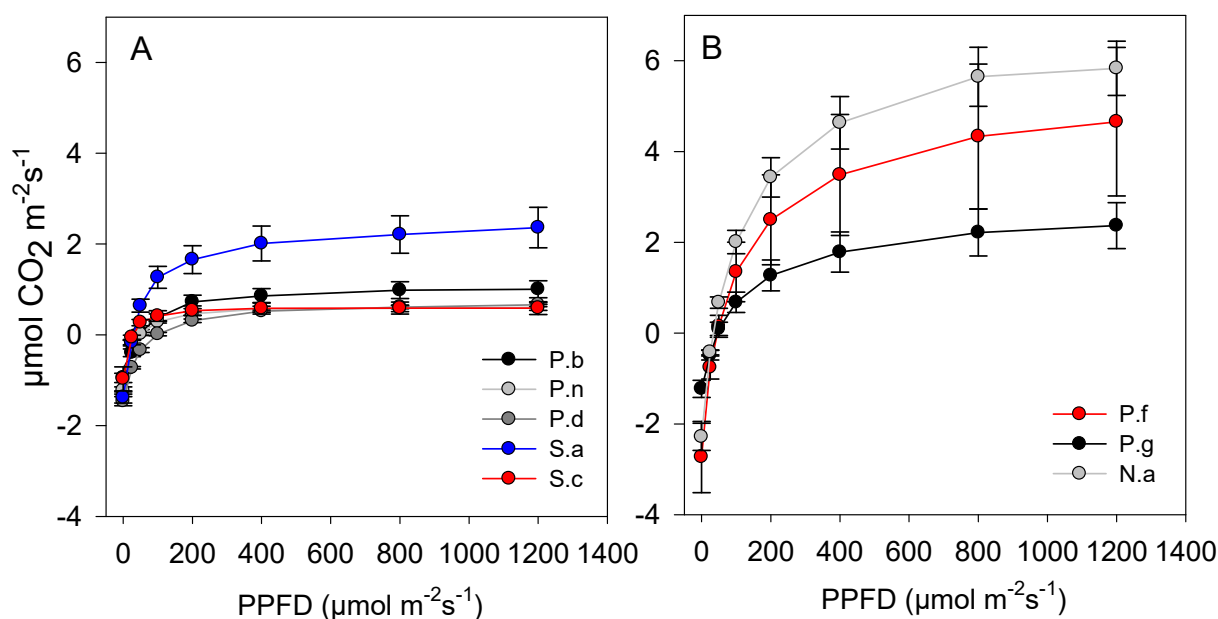 A
B
µmol CO₂ m⁻²s⁻¹
6
4
2
0
-2
-4
6
4
2
0
-2
-4
P.b
P.n
P.d
S.a
S.c
P.f
P.g
N.a
0 200 400 600 800 1000 1200 1400
0 200 400 600 800 1000 1200 1400
PPFD (µmol m⁻²s⁻¹)
PPFD (µmol m⁻²s⁻¹)